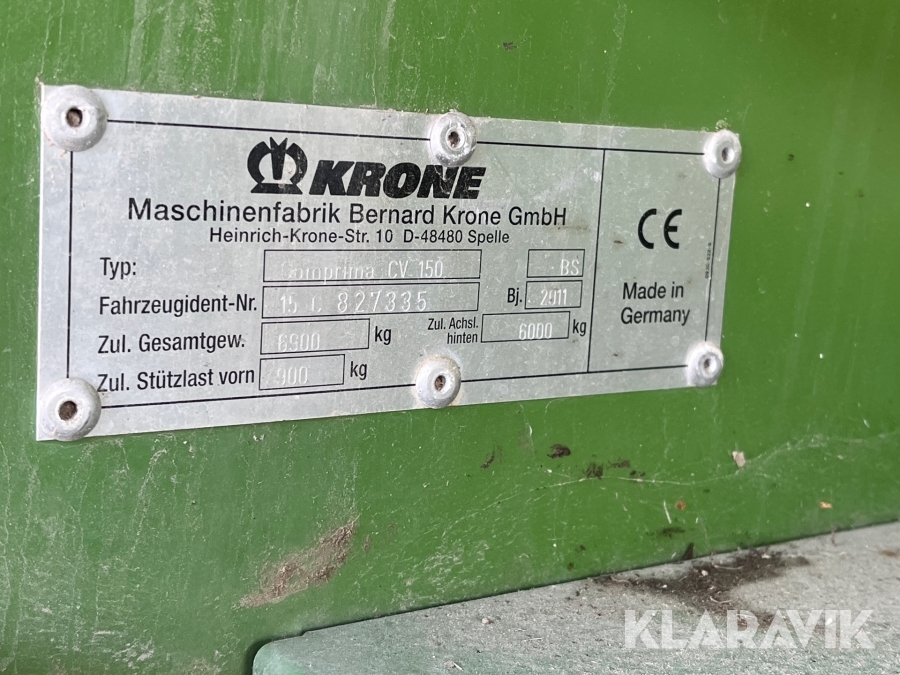 KRONE
Maschinenfabrik Bernard Krone GmbH
Heinrich-Krone-Str. 10 D-48480 Spelle
Typ: Comprima CV 150 BS
Fahrzeugident-Nr. 827335 Bj. 2011
Zul. Gesamtgew. 6900 kg Zul. Achsl. hinten 6000 kg
Zul. Stützlast vorn 900 kg
CE
Made in
Germany
KLARAVIK